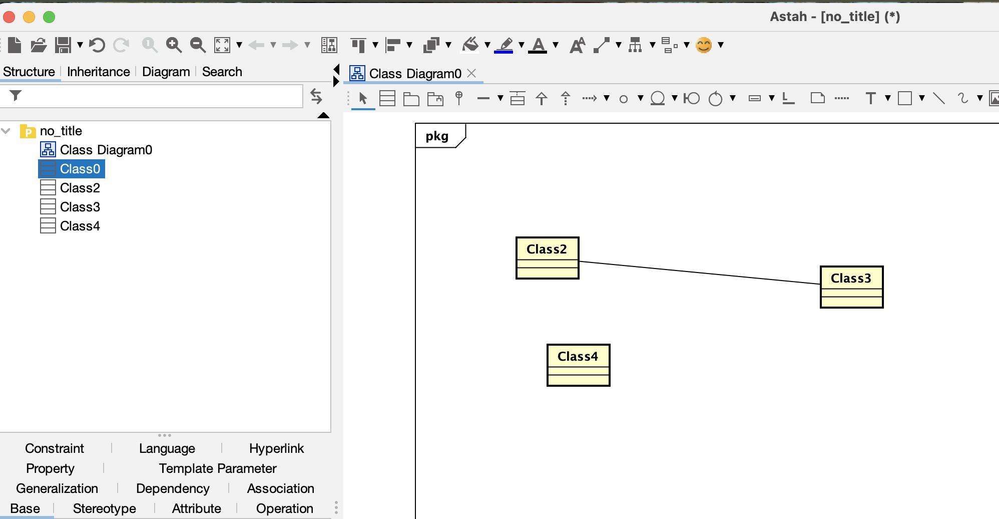 Astah - [no_title] (*)
Structure Inheritance Diagram Search
Class Diagram0
no_title
Class Diagram0
Class0
Class2
Class3
Class4
Constraint Language Hyperlink
Property Template Parameter
Generalization Dependency Association
Base Stereotype Attribute Operation
pkg
Class2
Class3
Class4